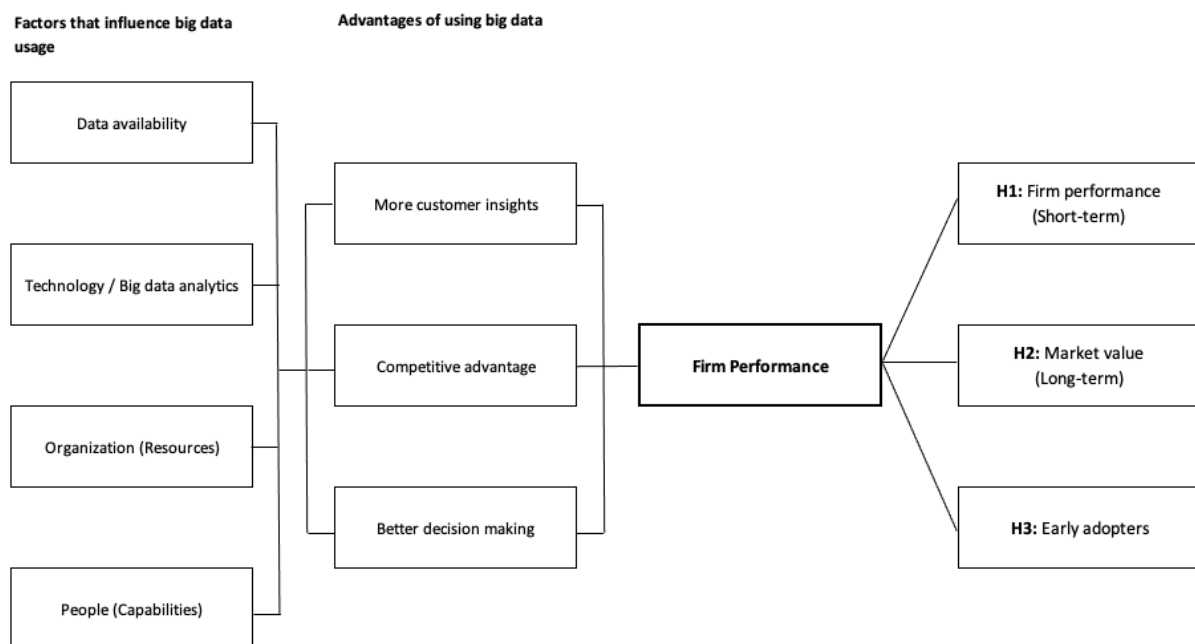 Factors that influence big data
usage
Advantages of using big data
Data availability
Technology / Big data analytics
Organization (Resources)
People (Capabilities)
More customer insights
Competitive advantage
Better decision making
Firm Performance
H1: Firm performance
(Short-term)
H2: Market value
(Long-term)
H3: Early adopters